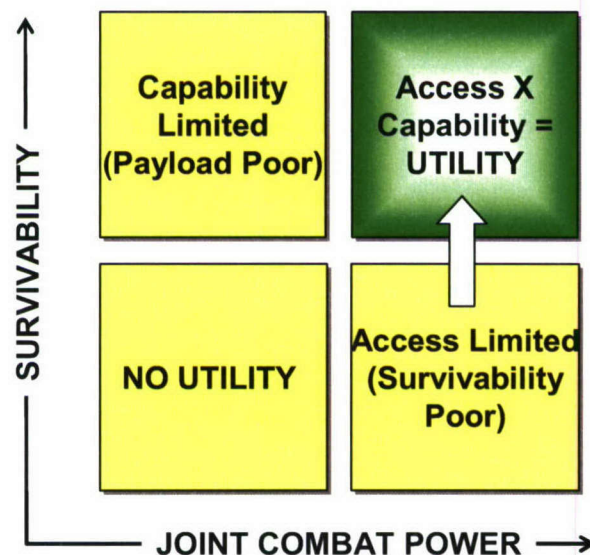 SURVIVABILITY
Capability
Limited
(Payload Poor)
Access X
Capability =
UTILITY
NO UTILITY
Access Limited
(Survivability
Poor)
JOINT COMBAT POWER